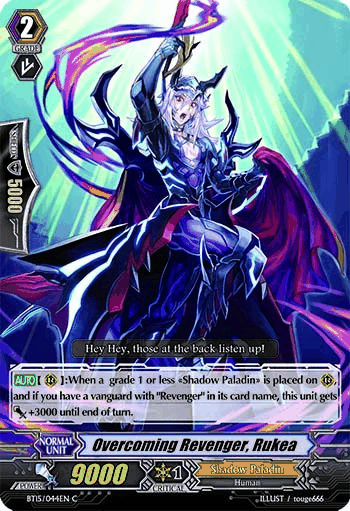 2
GRADE
SHIELD
5000
Hey Hey, those at the back listen up!
AUTO [ ]:When a grade 1 or less «Shadow Paladin» is placed on ,
and if you have a vanguard with "Revenger" in its card name, this unit gets
+3000 until end of turn.
NORMAL UNIT Overcoming Revenger, Rukea
POWER 9000 1 CRITICAL Shadow Paladin
Human
BT15/044EN C ILLUST / touge666